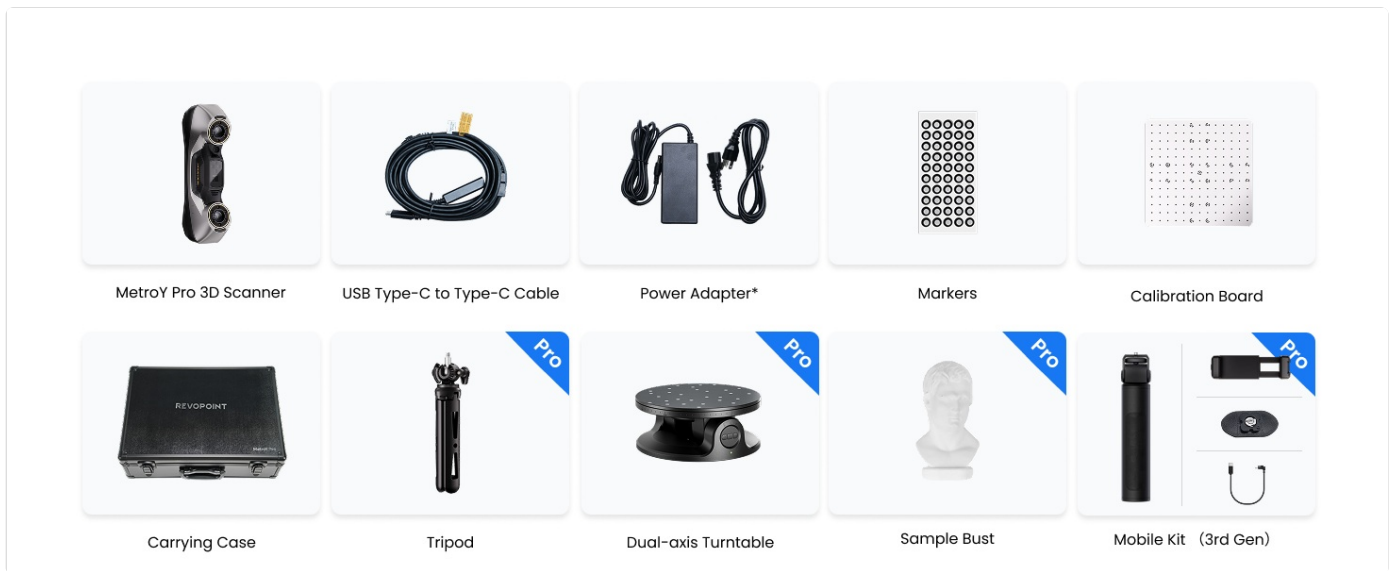 MetroY Pro 3D Scanner
USB Type-C to Type-C Cable
Power Adapter*
Markers
Calibration Board
REVOPOINT
Pro
Pro
Pro
Pro
Carrying Case
Tripod
Dual-axis Turntable
Sample Bust
Mobile Kit （3rd Gen）